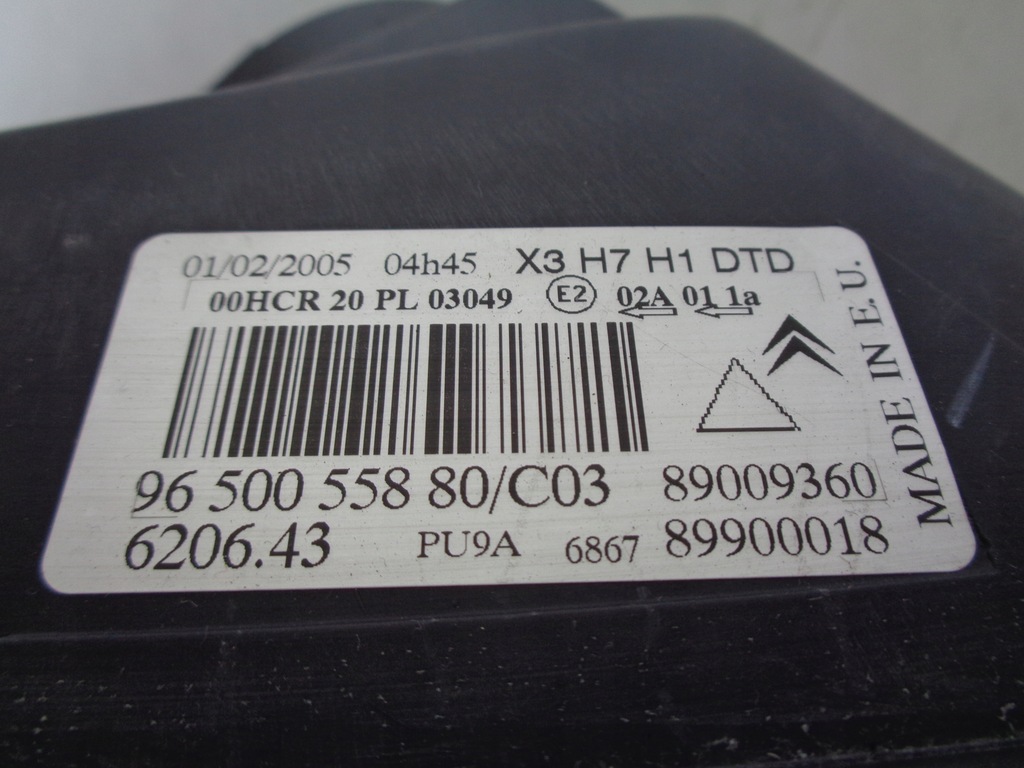 01/02/2005 04h45 X3 H7 H1 DTD
00HCR 20 PL 03049 E2 02A 01 1a
96 500 558 80/C03 89009360
6206.43 PU9A 6867 89900018
MADE IN E.U.